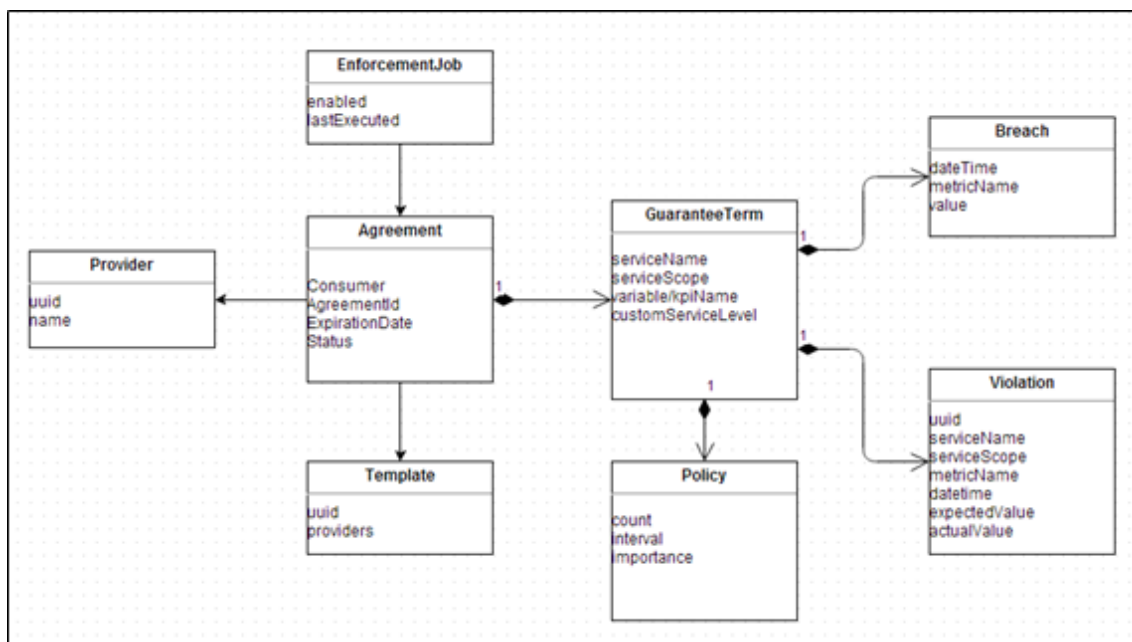 EnforcementJob
enabled
lastExecuted
Provider
uuid
name
Agreement
Consumer
AgreementId
ExpirationDate
Status
1
Template
uuid
providers
GuaranteeTerm
serviceName
serviceScope
variable/kpiName
customServiceLevel
1
1
1
Policy
count
interval
importance
Breach
dateTime
metricName
value
Violation
uuid
serviceName
serviceScope
metricName
datetime
expectedValue
actualValue